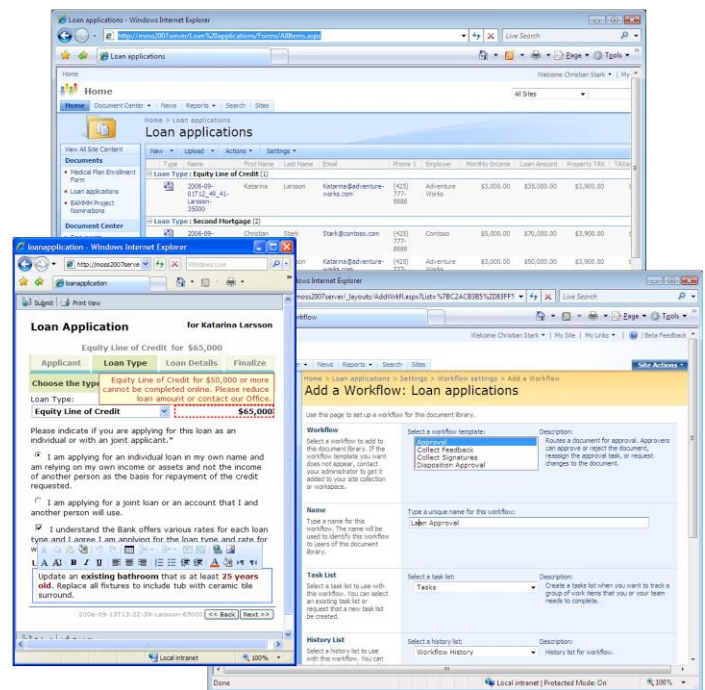 Loan applications - Windows Internet Explorer
http://moss2007server/Loan%20applications/Forms/AllItems.aspx
Live Search
Loan applications
Page Tools
Home
Welcome Christian Stark | My
Home
All Sites
Home Document Center News Reports Search Sites
Home > Loan applications
Loan applications
View All Site Content
New Upload Actions Settings
Documents
Type Name First Name Last Name Email Phone 1 Employer Monthly Income Loan Amount Property TAX
Medical Plan Enrollment Form
Loan Type : Equity Line of Credit (1)
Loan applications
2006-09-01T12_49_41-Larsson-35000 Katarina Larsson Katarina@adventure-works.com (425) 777-8888 Adventure Works $3,000.00 $35,000.00 $3,900.00
BAMMM Project Nominations
Document Center
Loan Type : Second Mortgage (2)
2006-09- Christian Stark Stark@contoso.com (425) 777-8888 Contoso $5,000.00 $70,000.00 $3,900.00
Larsson Katarina@adventure-works.com (425) 777- Adventure Works $3,000.00 $50,000.00 $3,900.00
loanapplication - Windows Internet Explorer
http://moss2007serve
Windows Live
loanapplication
Submit Print View
Loan Application
for Katarina Larsson
Equity Line of Credit for $65,000
Applicant Loan Type Loan Details Finalize
Choose the type
Equity Line of Credit for $50,000 or more
cannot be completed online. Please reduce
loan amount or contact our Office.
Loan Type:
Equity Line of Credit $65,000
Please indicate if you are applying for this loan as an
individual or with an joint applicant.*
I am applying for an individual loan in my own name and
am relying on my own income or assets and not the income
of another person as the basis for repayment of the credit
requested.
I am applying for a joint loan or an account that I and
another person will use.
I understand the Bank offers various rates for each loan
type and I agree I am applying for the loan type and rate for
Update an existing bathroom that is at least 25 years
old. Replace all fixtures to include tub with ceramic tile
surround.
2006-09-13T13:22:39-Larsson-65000 << Back Next >>
Local intranet 100%
ows Internet Explorer
Live Search
Page Tools
Welcome Christian Stark | My Site | My Links | Beta Feedback
News Reports Search Sites
Site Actions
Home > Loan applications > Settings > Workflow settings > Add a Workflow
Add a Workflow: Loan applications
Use this page to set up a workflow for this document library.
Workflow
Select a workflow to add to
this document library. If the
workflow template you want
does not appear, contact
your administrator to get it
added to your site collection
or workspace.
Select a workflow template:
Approval
Collect Feedback
Collect Signatures
Disposition Approval
Description:
Routes a document for approval. Approvers
can approve or reject the document,
reassign the approval task, or request
changes to the document.
Name
Type a name for this
workflow. The name will be
used to identify this workflow
to users of this document
library.
Type a unique name for this workflow:
Loan Approval
Task List
Select a task list to use with
this workflow. You can select
an existing task list or
request that a new task list
be created.
Select a task list:
Tasks
Description:
Create a tasks list when you want to track a
group of work items that you or your team
needs to complete.
History List
Select a history list to use
with this workflow. You can
Select a history list:
Workflow History
Description:
History list for workflow.
Done
Local intranet | Protected Mode: On 100%